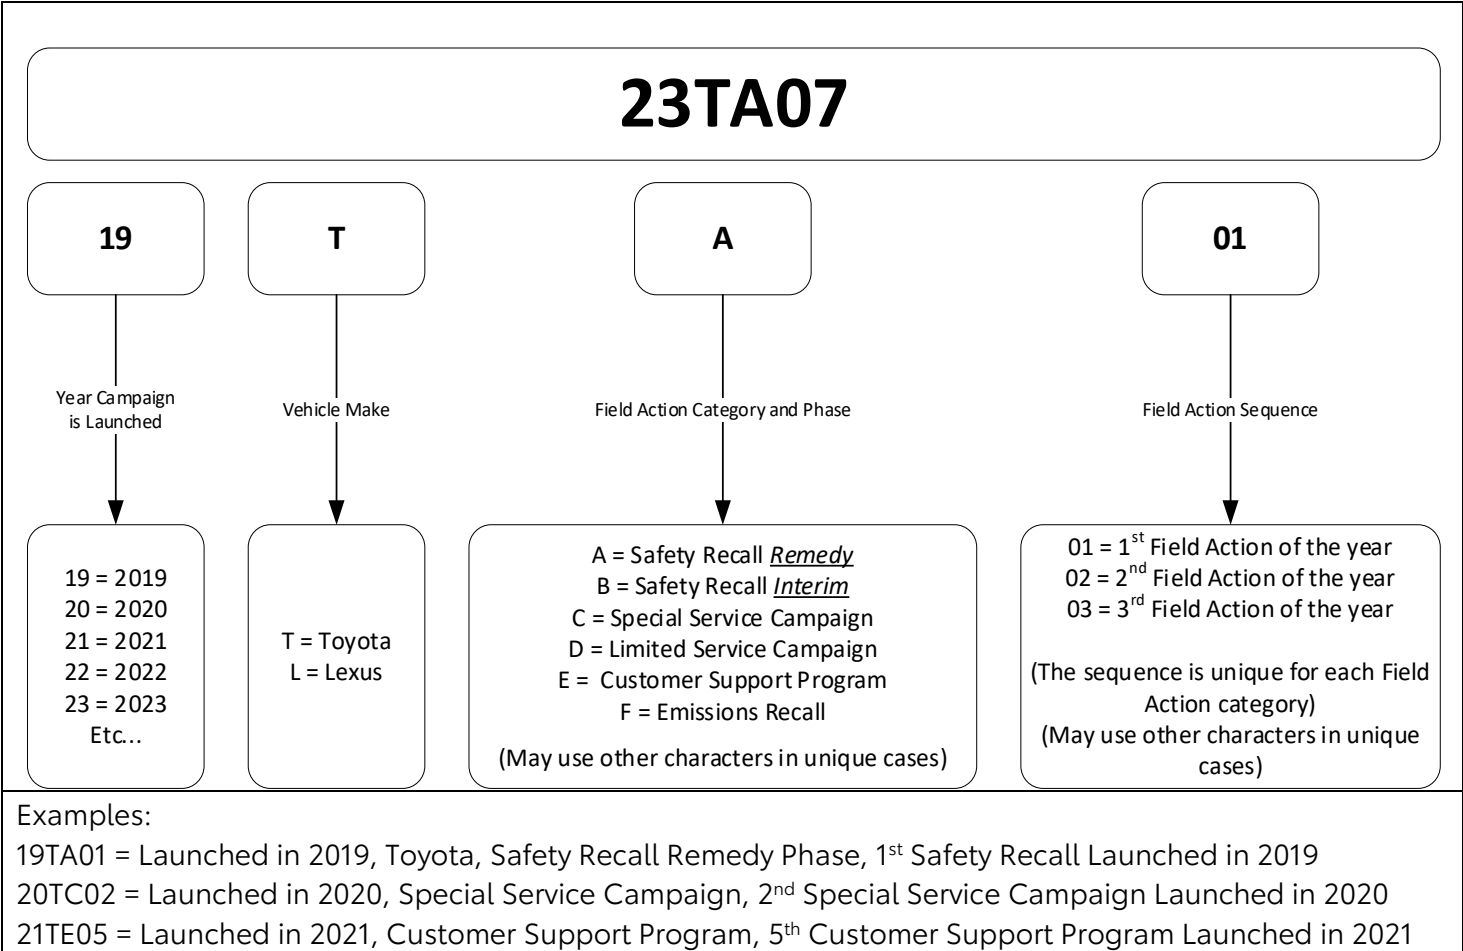 23TA07
19
T
A
01
Year Campaign
is Launched
Vehicle Make
Field Action Category and Phase
Field Action Sequence
19 = 2019
20 = 2020
21 = 2021
22 = 2022
23 = 2023
Etc...
T = Toyota
L = Lexus
A = Safety Recall Remedy
B = Safety Recall Interim
C = Special Service Campaign
D = Limited Service Campaign
E = Customer Support Program
F = Emissions Recall
(May use other characters in unique cases)
01 = 1st Field Action of the year
02 = 2nd Field Action of the year
03 = 3rd Field Action of the year
(The sequence is unique for each Field
Action category)
(May use other characters in unique
cases)
Examples:
19TA01 = Launched in 2019, Toyota, Safety Recall Remedy Phase, 1st Safety Recall Launched in 2019
20TC02 = Launched in 2020, Special Service Campaign, 2nd Special Service Campaign Launched in 2020
21TE05 = Launched in 2021, Customer Support Program, 5th Customer Support Program Launched in 2021